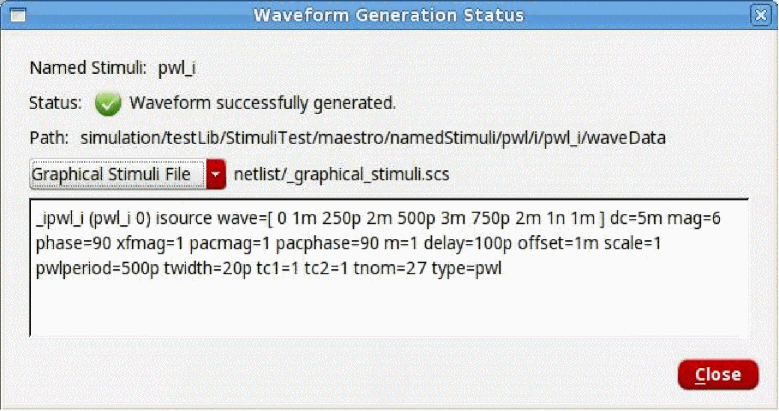 Waveform Generation Status
Named Stimuli: pwl_i
Status: Waveform successfully generated.
Path: simulation/testLib/StimuliTest/maestro/namedStimuli/pwl/i/pwl_i/waveData
Graphical Stimuli File netlist/_graphical_stimuli.scs
_ipwl_i (pwl_i 0) isource wave=[ 0 1m 250p 2m 500p 3m 750p 2m 1n 1m ] dc=5m mag=6
phase=90 xfmag=1 pacmag=1 pacphase=90 m=1 delay=100p offset=1m scale=1
pwlperiod=500p twidth=20p tc1=1 tc2=1 tnom=27 type=pwl
Close